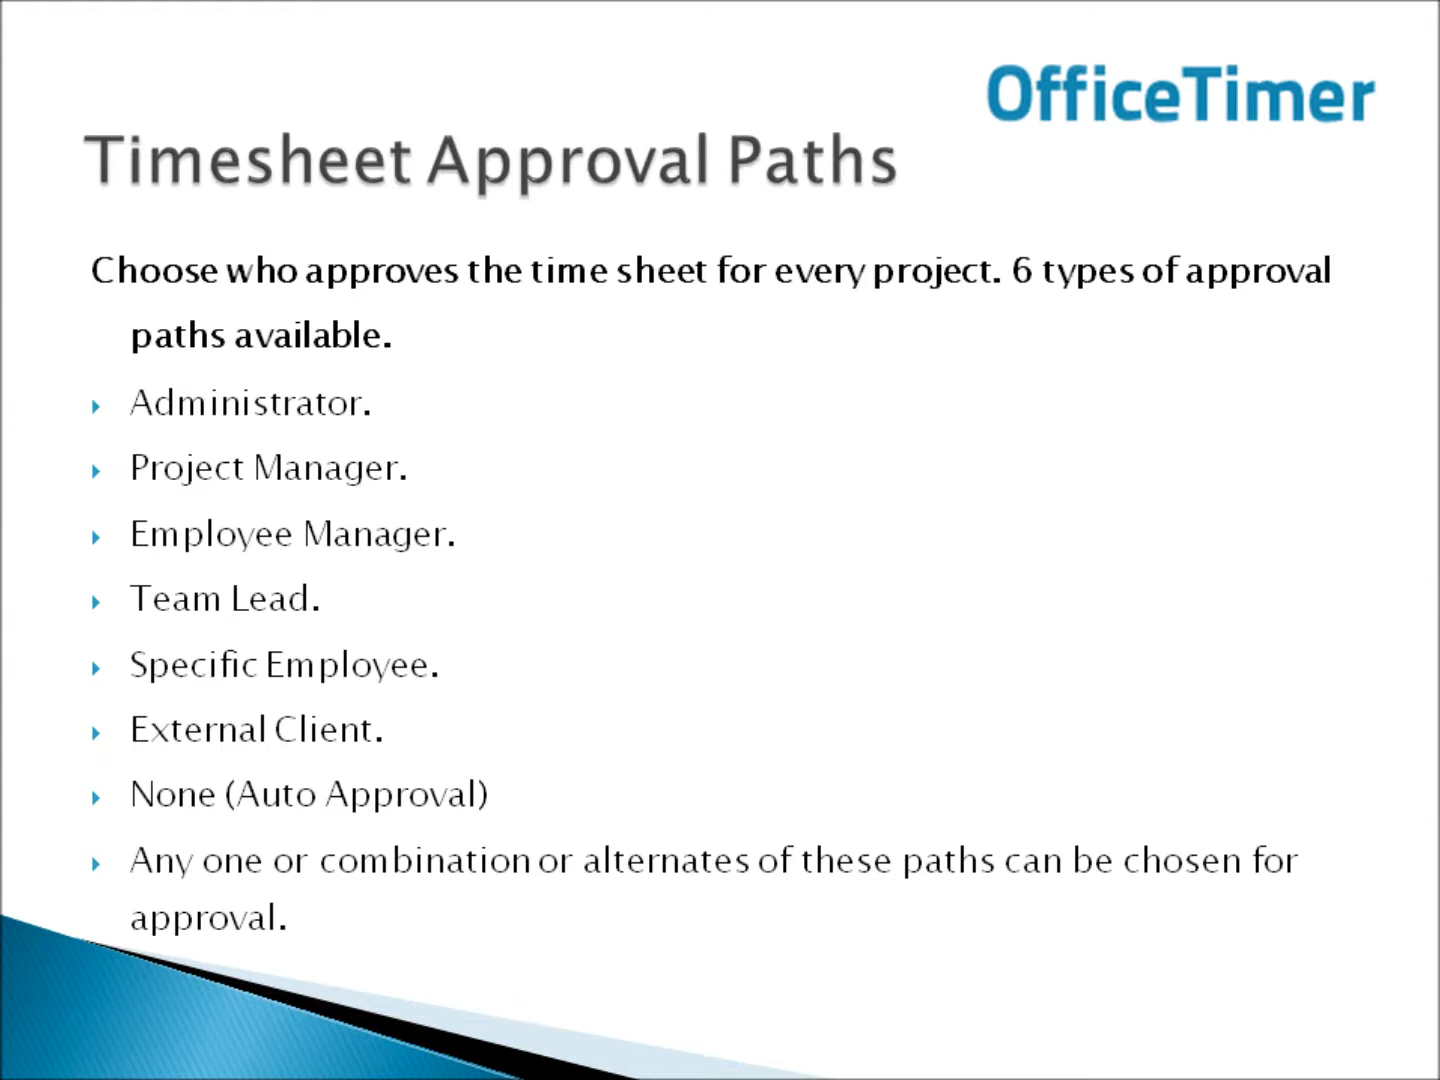 OfficeTimer
Timesheet Approval Paths
Choose who approves the time sheet for every project. 6 types of approval
paths available.
Administrator.
Project Manager.
Employee Manager.
Team Lead.
Specific Employee.
External Client.
None (Auto Approval)
Any one or combination or alternates of these paths can be chosen for
approval.